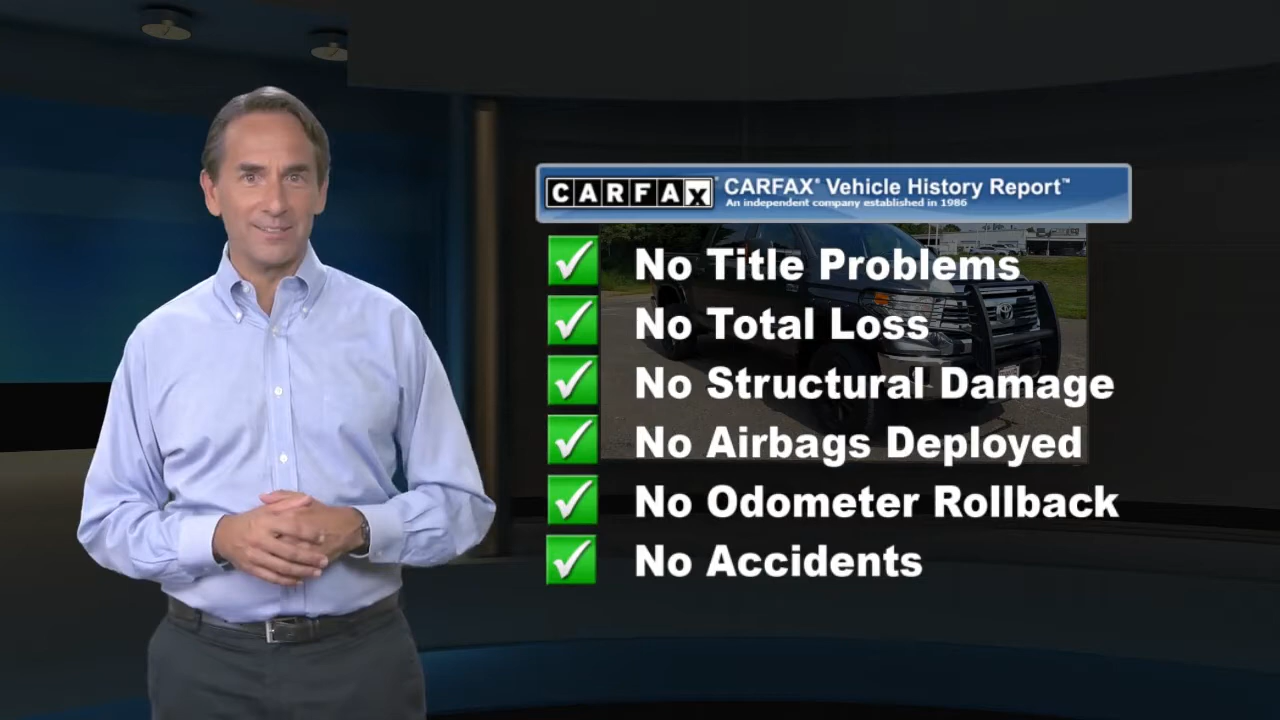 CARFAX® CARFAX® Vehicle History Report™
An independent company established in 1986
No Title Problems
No Total Loss
No Structural Damage
No Airbags Deployed
No Odometer Rollback
No Accidents